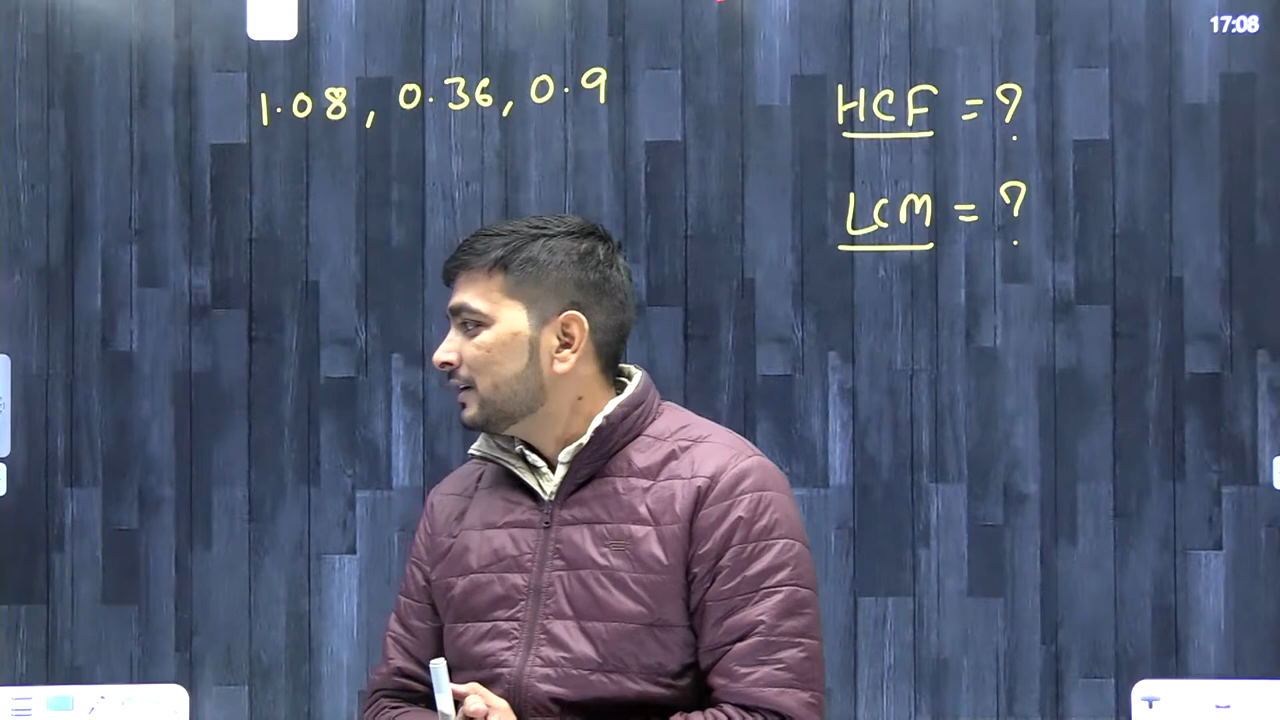 17:08
1.08, 0.36, 0.9
HCF = ?
LCM = ?